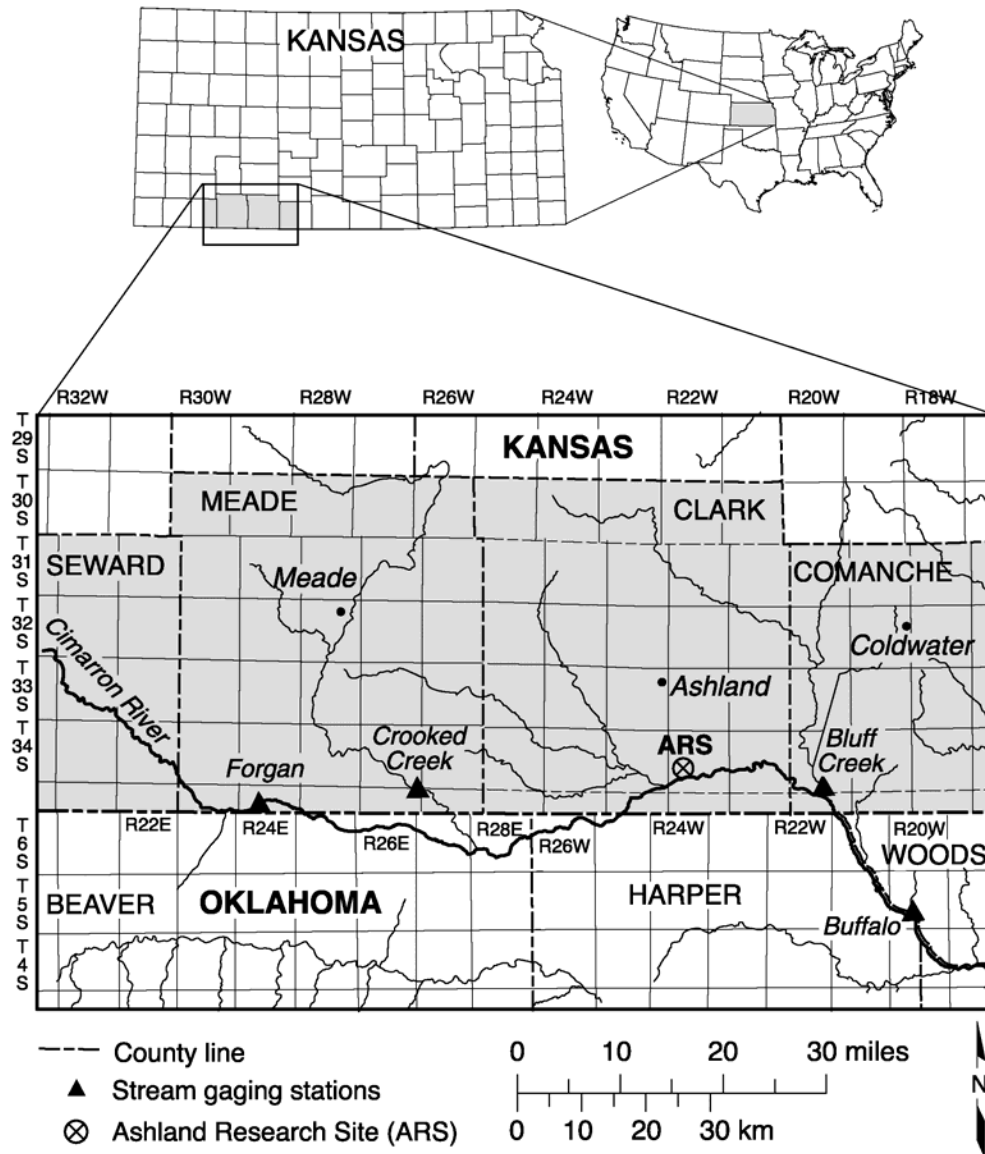 KANSAS
R32W R30W R28W R26W R24W R22W R20W R18W
T
29
S
KANSAS
T
30
S
MEADE CLARK
T
31
S
SEWARD Meade COMANCHE
T
32
S
Coldwater
Cimarron River
T
33
S
Ashland
T
34
S
Crooked
Creek
ARS
Bluff
Creek
Forgan
R22E R24E R26E R28E R26W R24W R22W R20W
T
6
S
WOODS
T
5
S
BEAVER OKLAHOMA HARPER
Buffalo
T
4
S
County line
Stream gaging stations
Ashland Research Site (ARS)
0 10 20 30 miles
0 10 20 30 km
N